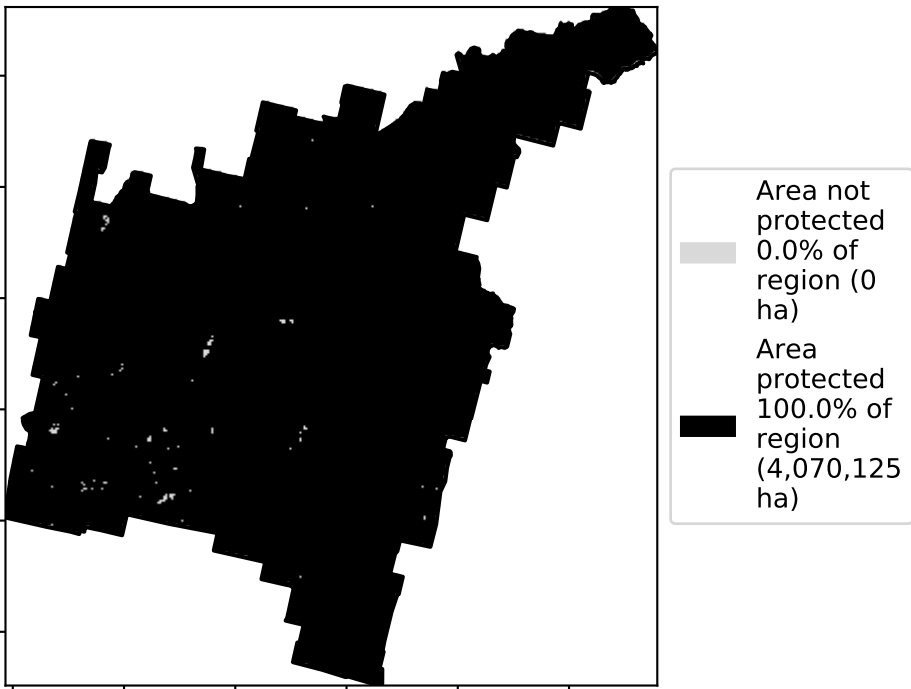 Area not
protected
0.0% of
region (0
ha)
Area
protected
100.0% of
region
(4,070,125
ha)